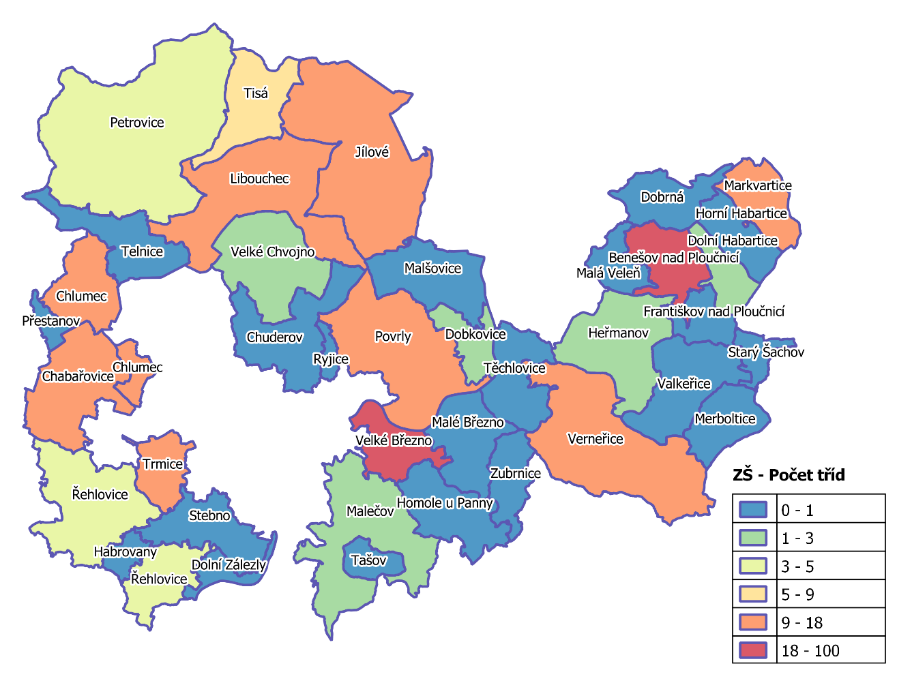 Tisá
Petrovice
Jílové
Libouchec
Markvartice
Dobrná
Horní Habartice
Telnice
Velké Chvojno
Dolní Habartice
Benešov nad Ploučnicí
Malšovice
Malá Veleň
Chlumec
Přestanov
Františkov nad Ploučnicí
Chuderov
Povrly
Dobkovice
Heřmanov
Ryjice
Starý Šachov
Chabařovice
Chlumec
Těchlovice
Valkeřice
Malé Březno
Merboltice
Velké Březno
Verneřice
Trmice
Zubrnice
Řehlovice
Homole u Panny
Malečov
Stebno
Habrovany
Tašov
Dolní Zálezly
Řehlovice
ZŠ - Počet tříd
0 - 1
1 - 3
3 - 5
5 - 9
9 - 18
18 - 100